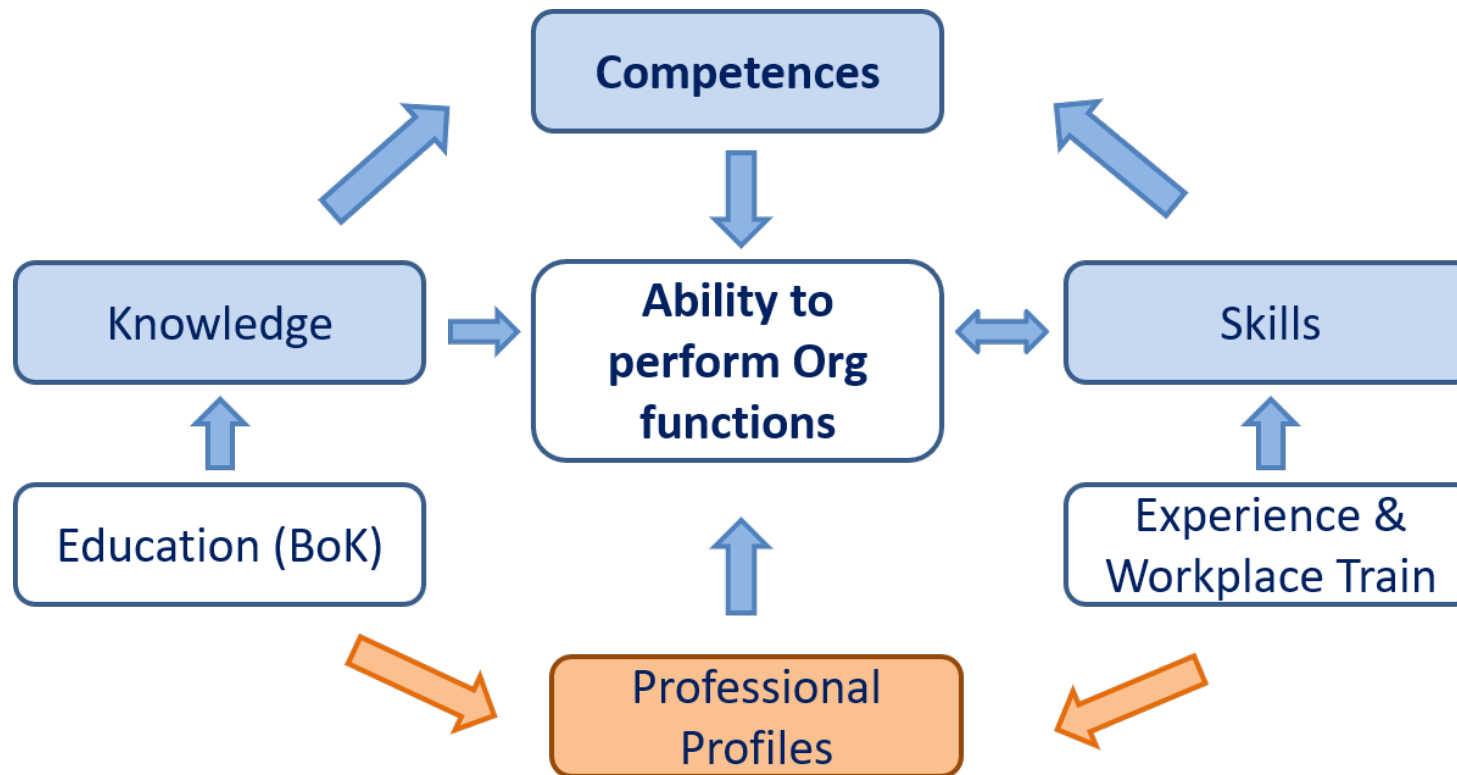 Competences
Knowledge
Ability to
perform Org
functions
Skills
Education (BoK)
Experience &
Workplace Train
Professional
Profiles